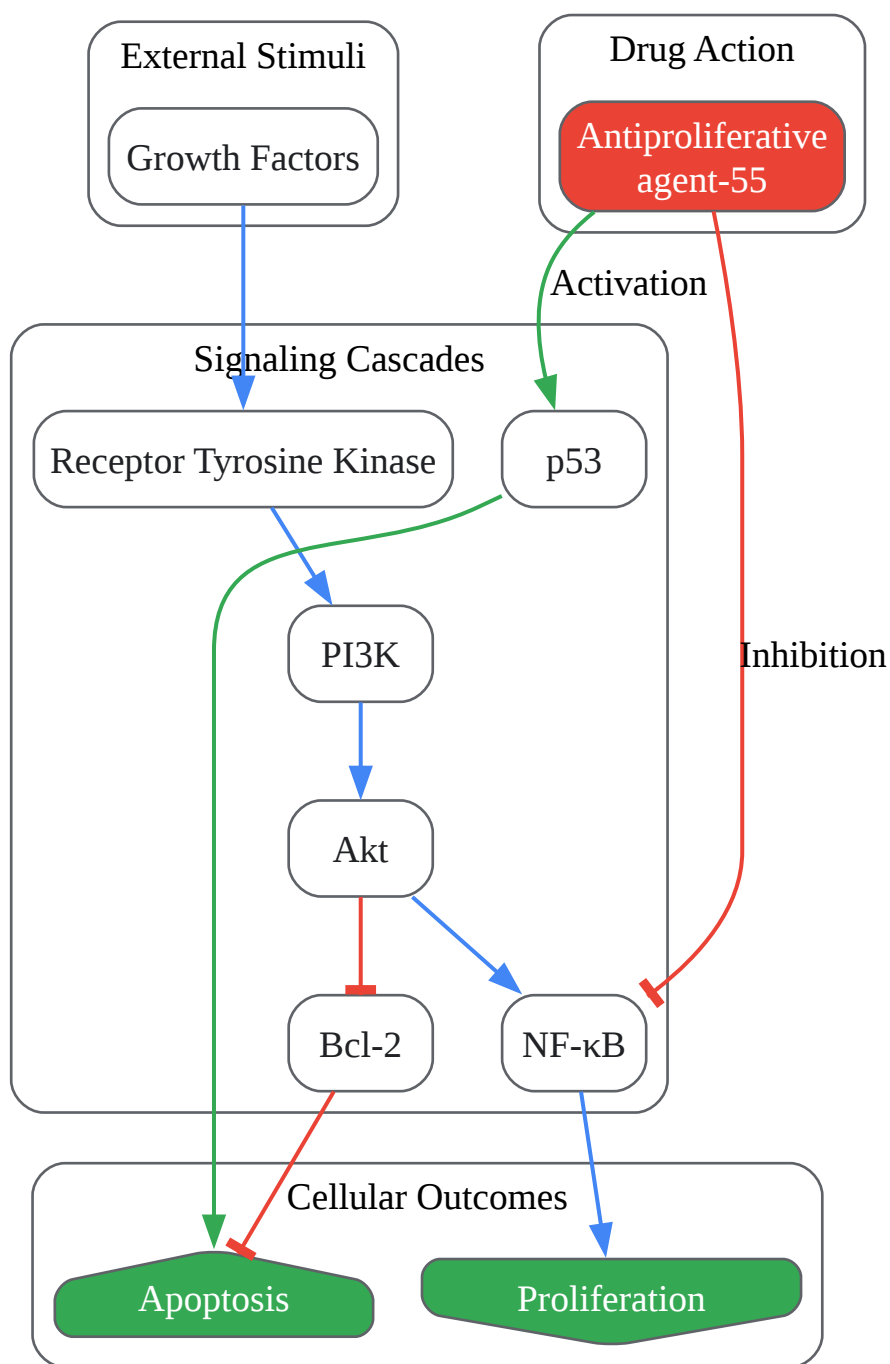 External Stimuli
Growth Factors
Drug Action
Antiproliferative
agent-55
Activation
Signaling Cascades
Receptor Tyrosine Kinase
p53
PI3K
Inhibition
Akt
Bcl-2
NF-κB
Cellular Outcomes
Apoptosis
Proliferation